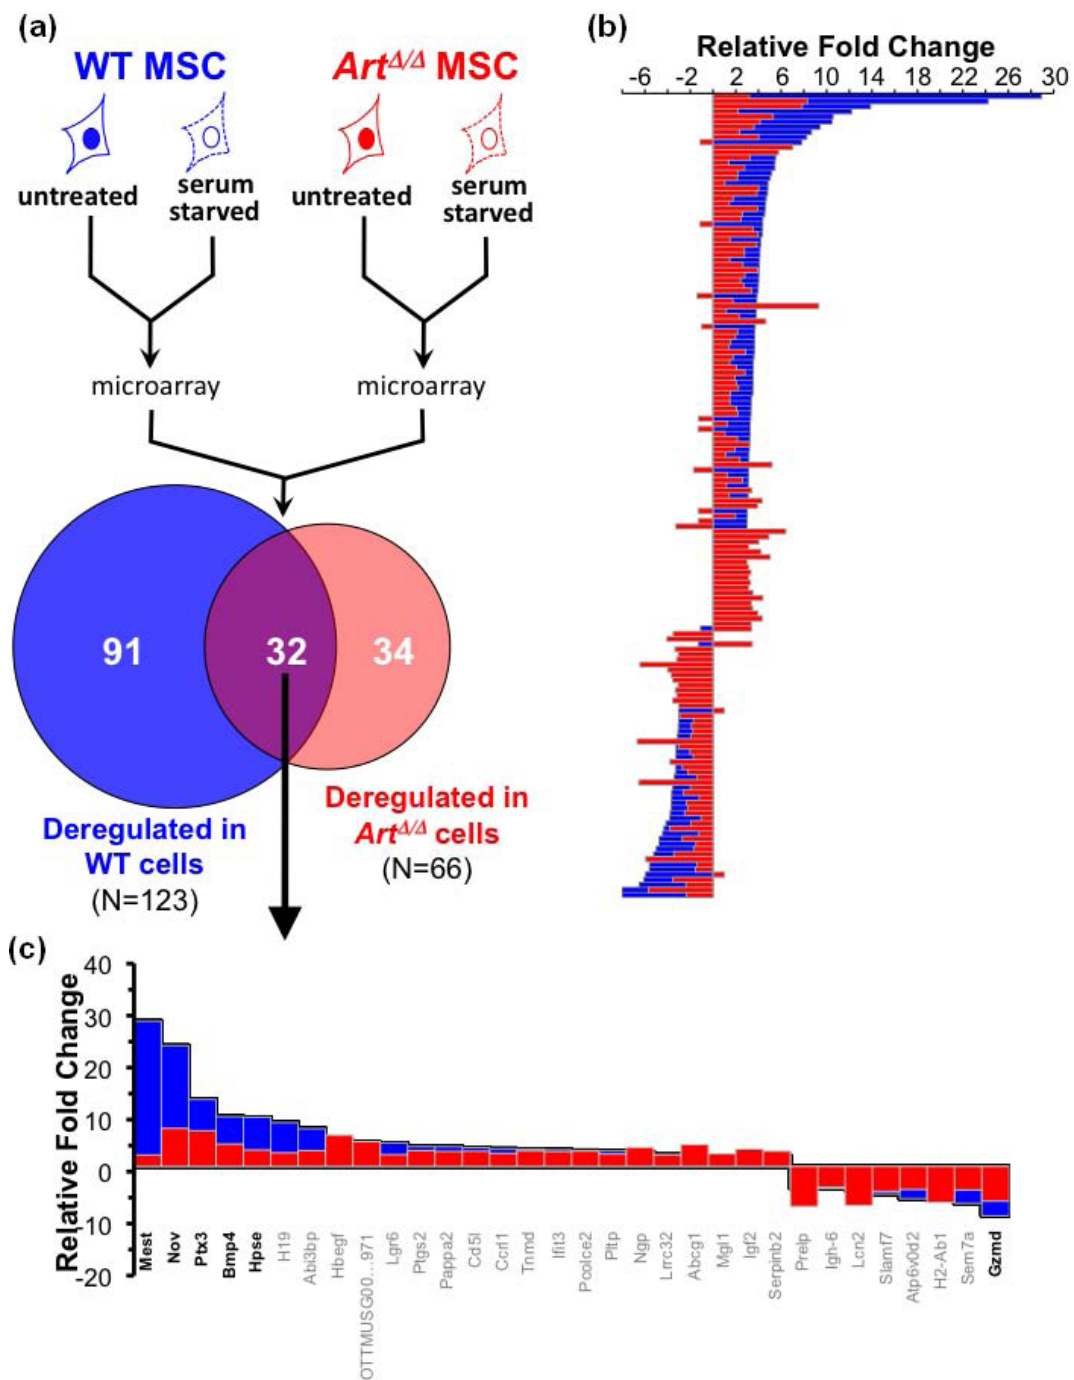 (a)
WT MSC
Art^Δ/Δ MSC
untreated
serum
starved
untreated
serum
starved
microarray
microarray
91
32
34
Deregulated in
WT cells
(N=123)
Deregulated in
Art^Δ/Δ cells
(N=66)
(b)
Relative Fold Change
-6 -2 2 6 10 14 18 22 26 30
(c)
Relative Fold Change
40
30
20
10
0
-10
-20
Mest
Nov
Ptx3
Bmp4
Hpse
H19
Abi3bp
Hbegf
OTTMUSG00...971
Lgr6
Ptgs2
Pappa2
Cd5l
Ccrl1
Tnmd
Ifit3
Poolce2
Pltp
Ngp
Lrrc32
Abcg1
Mgl1
Igf2
Serpinb2
Prelp
Igh-6
Lcn2
Slamf7
Atp6v0d2
H2-Ab1
Sem7a
Gzmd